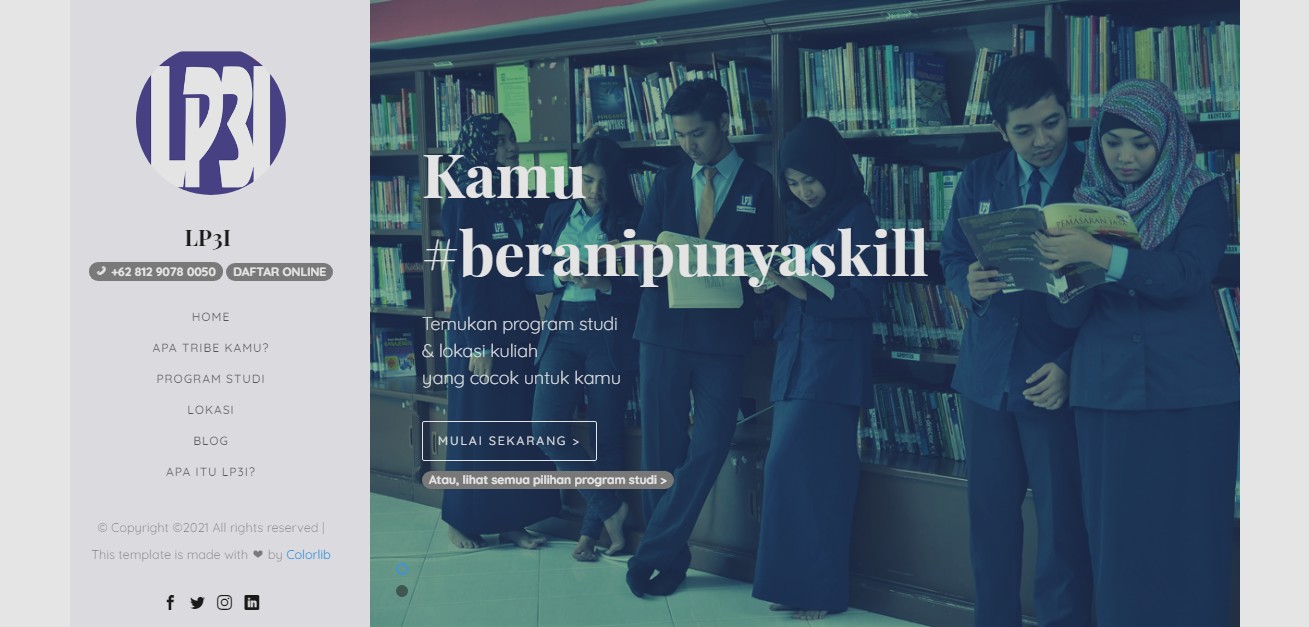 LP3I
LP3I
+62 812 9078 0050
DAFTAR ONLINE
HOME
APA TRIBE KAMU?
PROGRAM STUDI
LOKASI
BLOG
APA ITU LP3I?
© Copyright ©2021 All rights reserved |
This template is made with ❤ by Colorlib
Kamu
#beranipunyaskill
Temukan program studi
& lokasi kuliah
yang cocok untuk kamu
MULAI SEKARANG >
Atau, lihat semua pilihan program studi >
LP3I
PEMASARAN JASA